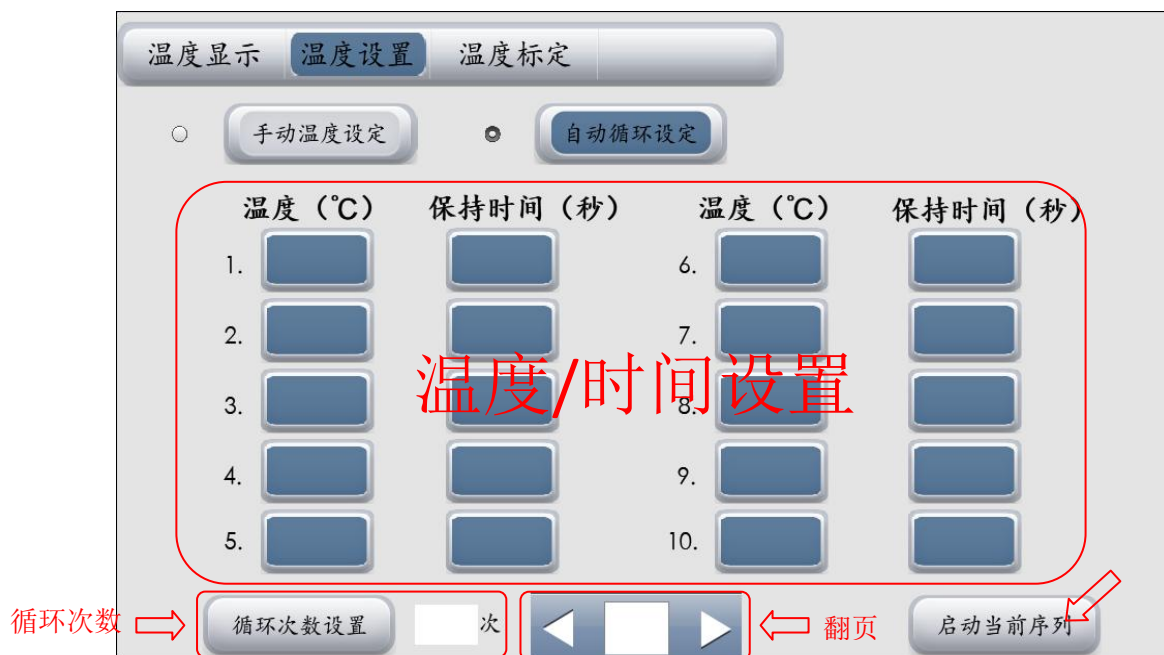 温度显示 温度设置 温度标定
手动温度设定 自动循环设定
温度（℃） 保持时间（秒） 温度（℃） 保持时间（秒）
1. 6.
2. 7.
温度/时间设置
3. 8.
4. 9.
5. 10.
循环次数 循环次数设置 次 翻页 启动当前序列